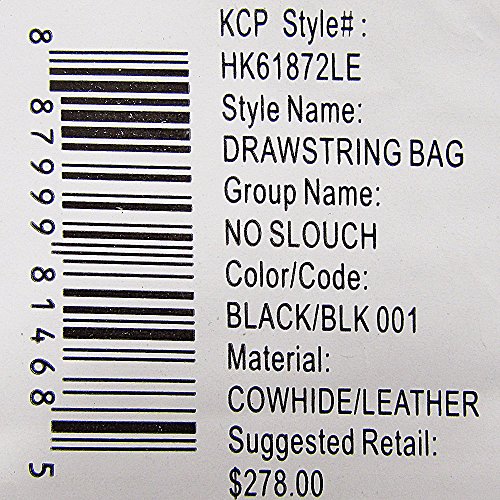 KCP Style# :
HK61872LE
Style Name:
DRAWSTRING BAG
Group Name:
NO SLOUCH
Color/Code:
BLACK/BLK 001
Material:
COWHIDE/LEATHER
Suggested Retail:
$278.00
8 87999 81468 5